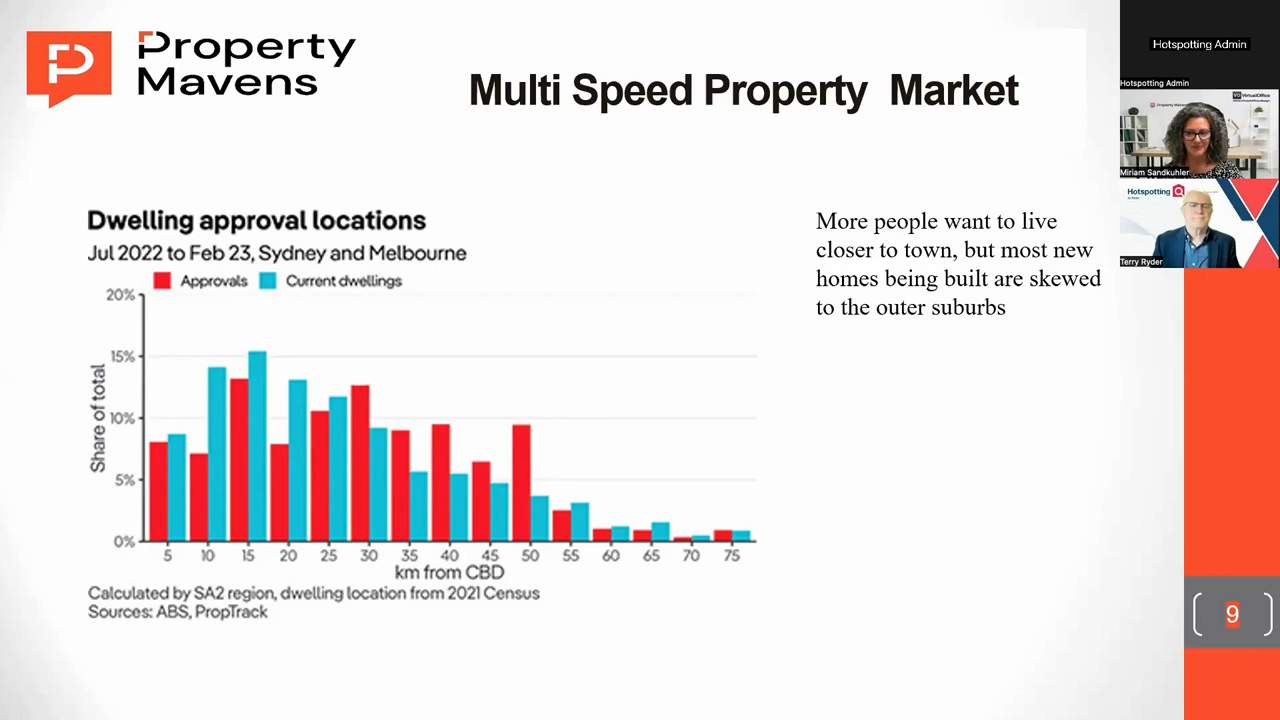 Property
Mavens
Multi Speed Property Market
Dwelling approval locations
Jul 2022 to Feb 23, Sydney and Melbourne
Approvals Current dwellings
20%
15%
10%
5%
0%
Share of total
5 10 15 20 25 30 35 40 45 50 55 60 65 70 75
km from CBD
Calculated by SA2 region, dwelling location from 2021 Census
Sources: ABS, PropTrack
More people want to live
closer to town, but most new
homes being built are skewed
to the outer suburbs
Hotspotting Admin
Hotspotting Admin
VirtualOffice
Miriam Sandkuhler
Hotspotting
Terry Ryder
9